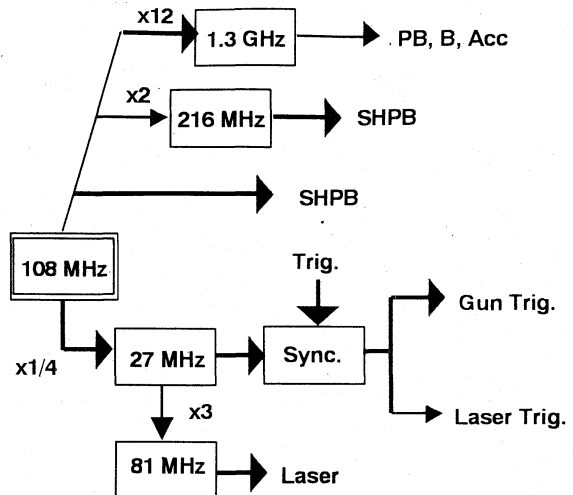 x12
1.3 GHz
PB, B, Acc
x2
216 MHz
SHPB
SHPB
108 MHz
Trig.
Gun Trig.
x1/4
27 MHz
Sync.
x3
Laser Trig.
81 MHz
Laser